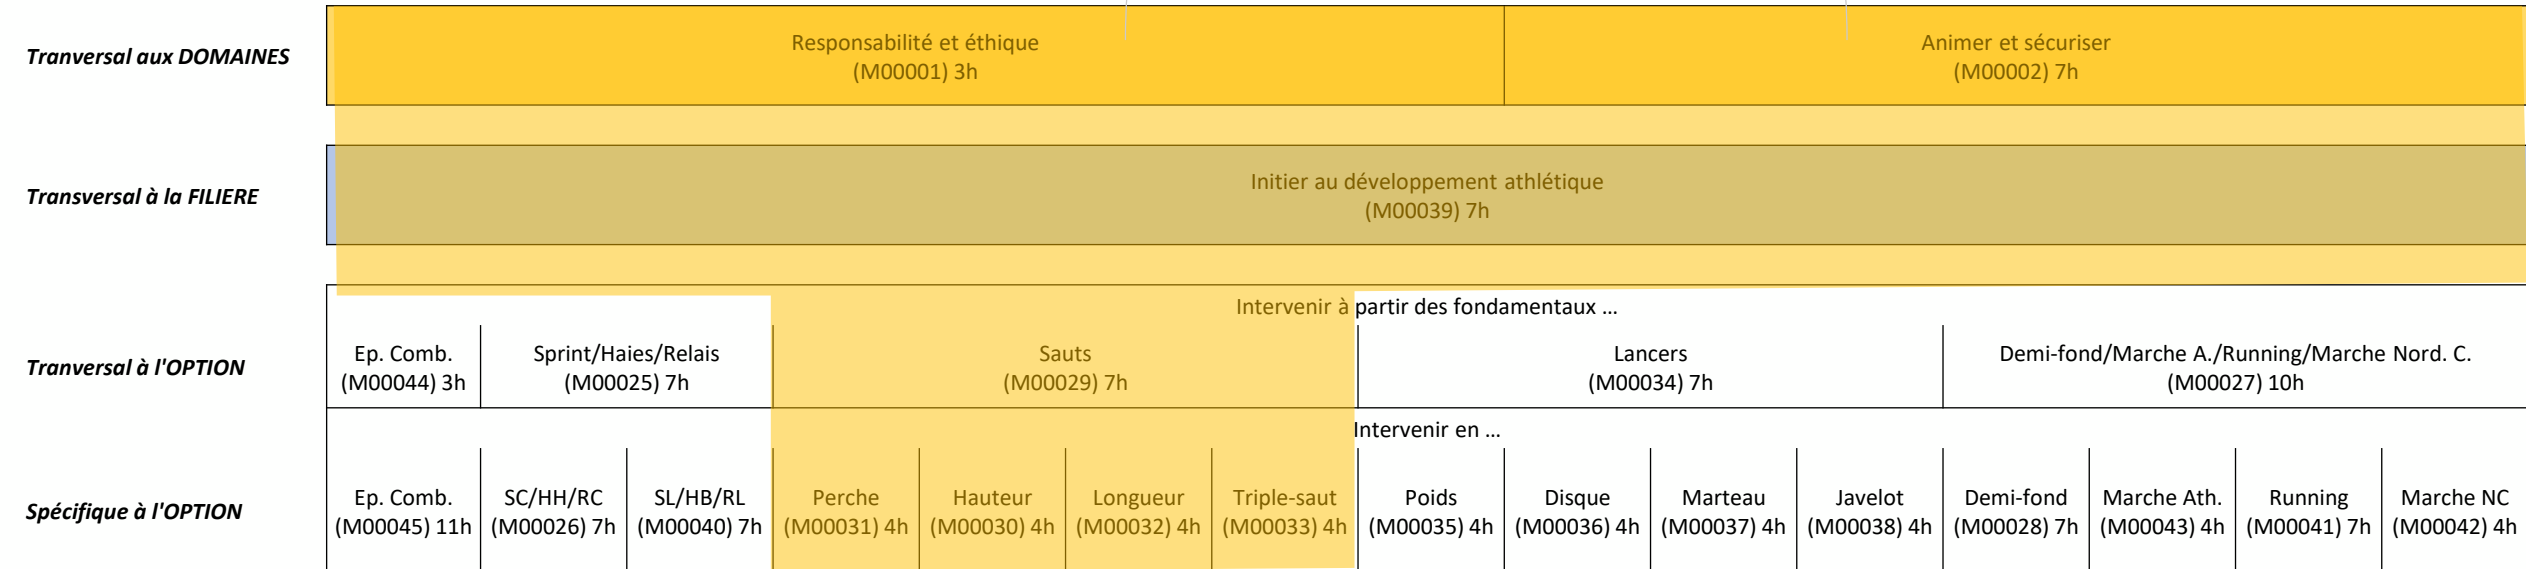 Tranversal aux DOMAINES
Responsabilité et éthique
(M00001) 3h
Animer et sécuriser
(M00002) 7h
Transversal à la FILIERE
Initier au développement athlétique
(M00039) 7h
Intervenir à partir des fondamentaux ...
Tranversal à l'OPTION
Ep. Comb.
(M00044) 3h
Sprint/Haies/Relais
(M00025) 7h
Sauts
(M00029) 7h
Lancers
(M00034) 7h
Demi-fond/Marche A./Running/Marche Nord. C.
(M00027) 10h
Intervenir en ...
Spécifique à l'OPTION
Ep. Comb.
(M00045) 11h
SC/HH/RC
(M00026) 7h
SL/HB/RL
(M00040) 7h
Perche
(M00031) 4h
Hauteur
(M00030) 4h
Longueur
(M00032) 4h
Triple-saut
(M00033) 4h
Poids
(M00035) 4h
Disque
(M00036) 4h
Marteau
(M00037) 4h
Javelot
(M00038) 4h
Demi-fond
(M00028) 7h
Marche Ath.
(M00043) 4h
Running
(M00041) 7h
Marche NC
(M00042) 4h